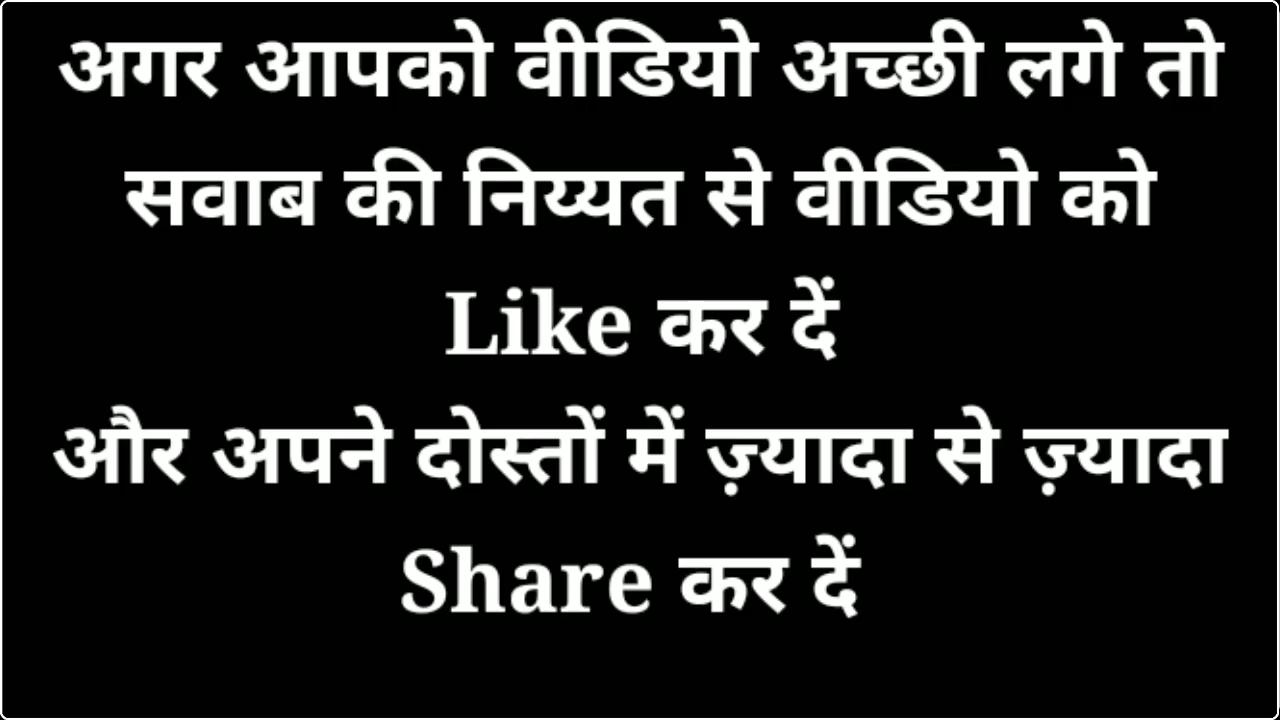 अगर आपको वीडियो अच्छी लगे तो
सवाब की निय्यत से वीडियो को
Like कर दें
और अपने दोस्तों में ज़्यादा से ज़्यादा
Share कर दें